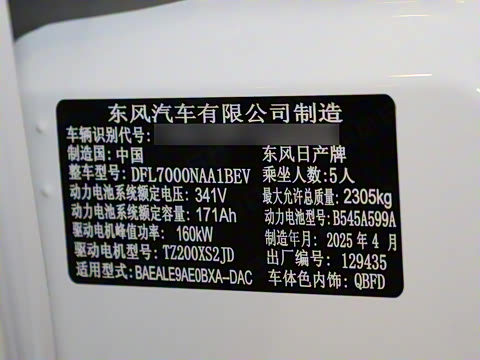 东风汽车有限公司制造
车辆识别代号:
制造国: 中国 东风日产牌
整车型号: DFL7000NAA1BEV 乘坐人数: 5人
动力电池系统额定电压: 341V 最大允许总质量: 2305kg
动力电池系统额定容量: 171Ah 动力电池型号: B545A599A
驱动电机峰值功率: 160kW 制造年月: 2025 年 4 月
驱动电机型号: TZ200XS2JD 出厂编号: 129435
适用型式: BAEALE9AE0BXA--DAC 车体色内饰: QBFD